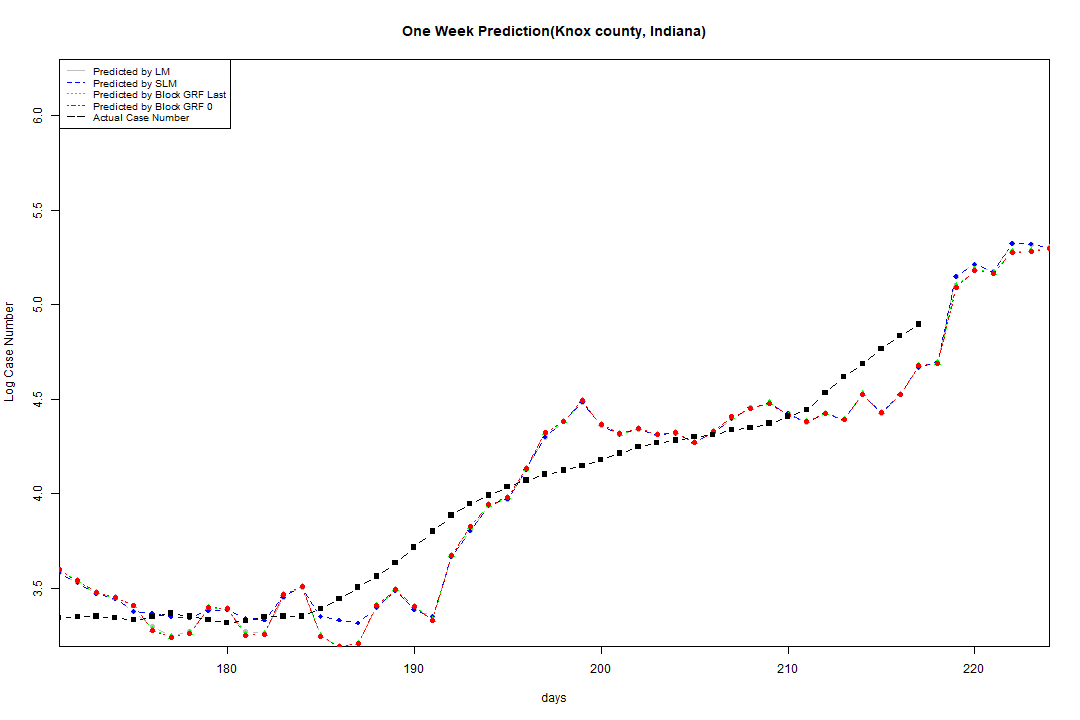 One Week Prediction(Knox county, Indiana)
Predicted by LM
Predicted by SLM
Predicted by Block GRF Last
Predicted by Block GRF 0
Actual Case Number
6.0
5.5
5.0
4.5
4.0
3.5
Log Case Number
180 190 200 210 220
days